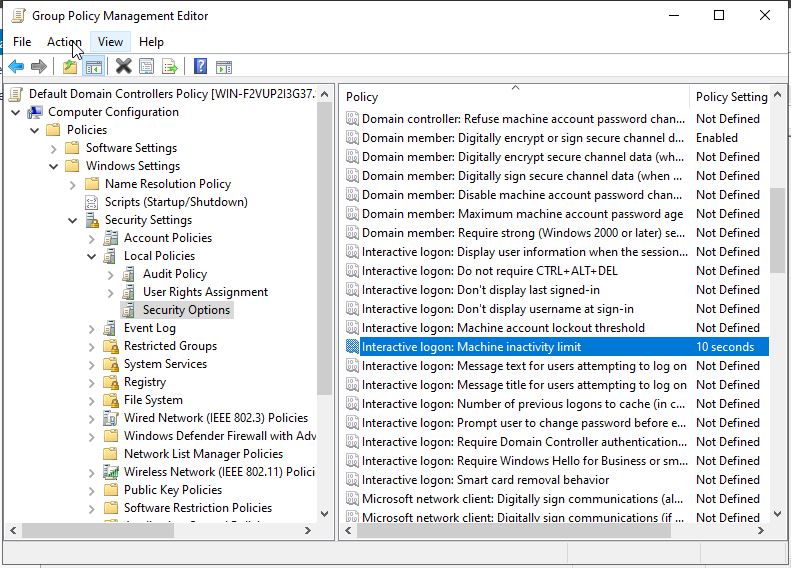 Group Policy Management Editor
File Action View Help
Default Domain Controllers Policy [WIN-F2VUP2I3G37.
Computer Configuration
Policies
Software Settings
Windows Settings
Name Resolution Policy
Scripts (Startup/Shutdown)
Security Settings
Account Policies
Local Policies
Audit Policy
User Rights Assignment
Security Options
Event Log
Restricted Groups
System Services
Registry
File System
Wired Network (IEEE 802.3) Policies
Windows Defender Firewall with Adv
Network List Manager Policies
Wireless Network (IEEE 802.11) Polici
Public Key Policies
Software Restriction Policies
Policy Policy Setting
Domain controller: Refuse machine account password chan... Not Defined
Domain member: Digitally encrypt or sign secure channel d... Enabled
Domain member: Digitally encrypt secure channel data (wh... Not Defined
Domain member: Digitally sign secure channel data (when ... Not Defined
Domain member: Disable machine account password chan... Not Defined
Domain member: Maximum machine account password age Not Defined
Domain member: Require strong (Windows 2000 or later) se... Not Defined
Interactive logon: Display user information when the session... Not Defined
Interactive logon: Do not require CTRL+ALT+DEL Not Defined
Interactive logon: Don't display last signed-in Not Defined
Interactive logon: Don't display username at sign-in Not Defined
Interactive logon: Machine account lockout threshold Not Defined
Interactive logon: Machine inactivity limit 10 seconds
Interactive logon: Message text for users attempting to log on Not Defined
Interactive logon: Message title for users attempting to log on Not Defined
Interactive logon: Number of previous logons to cache (in c... Not Defined
Interactive logon: Prompt user to change password before e... Not Defined
Interactive logon: Require Domain Controller authentication... Not Defined
Interactive logon: Require Windows Hello for Business or sm... Not Defined
Interactive logon: Smart card removal behavior Not Defined
Microsoft network client: Digitally sign communications (al... Not Defined
Microsoft network client: Digitally sign communications (if ... Not Defined